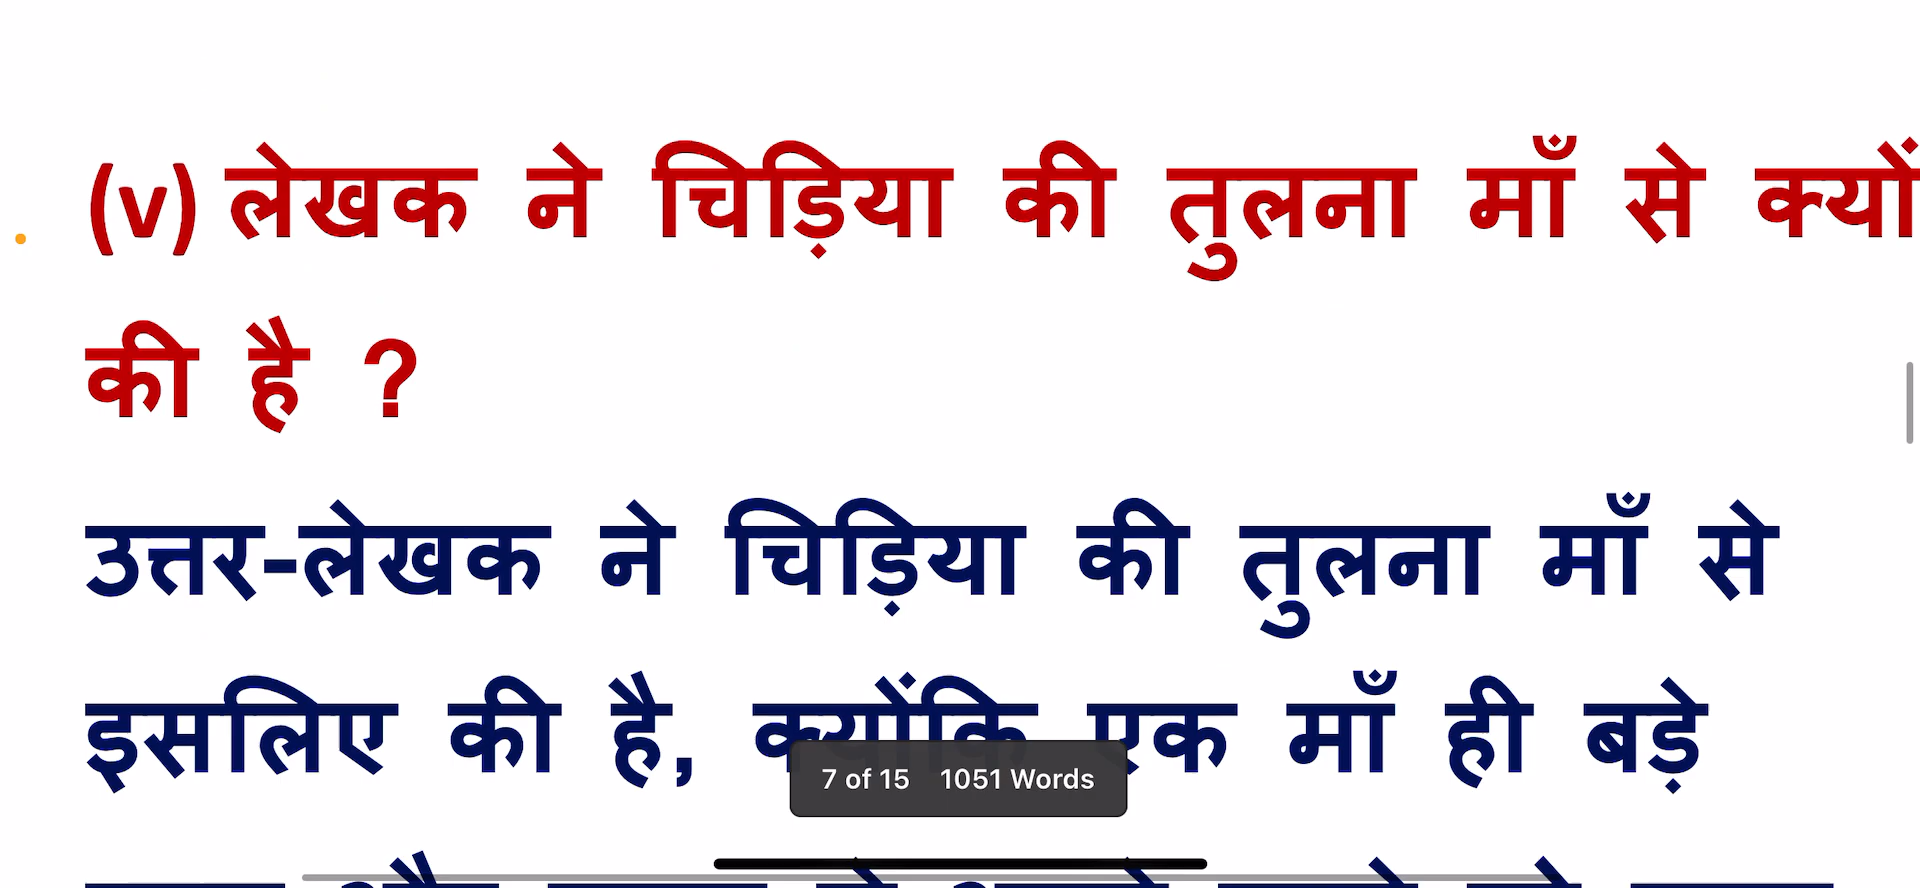 (v) लेखक ने चिड़िया की तुलना माँ से क्यों
की है ?
उत्तर-लेखक ने चिड़िया की तुलना माँ से
इसलिए की है, क्योंकि एक माँ ही बड़े
7 of 15 1051 Words